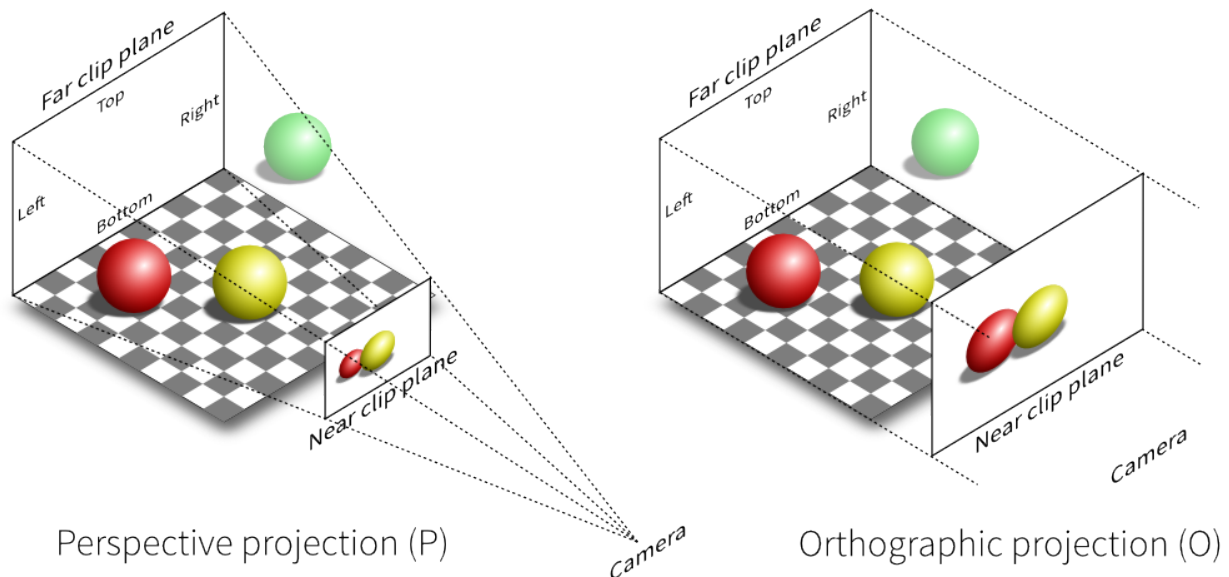 Far clip plane
Top
Right
Left
Bottom
Near clip plane
Camera
Perspective projection (P)
Far clip plane
Top
Right
Left
Bottom
Near clip plane
Camera
Orthographic projection (O)